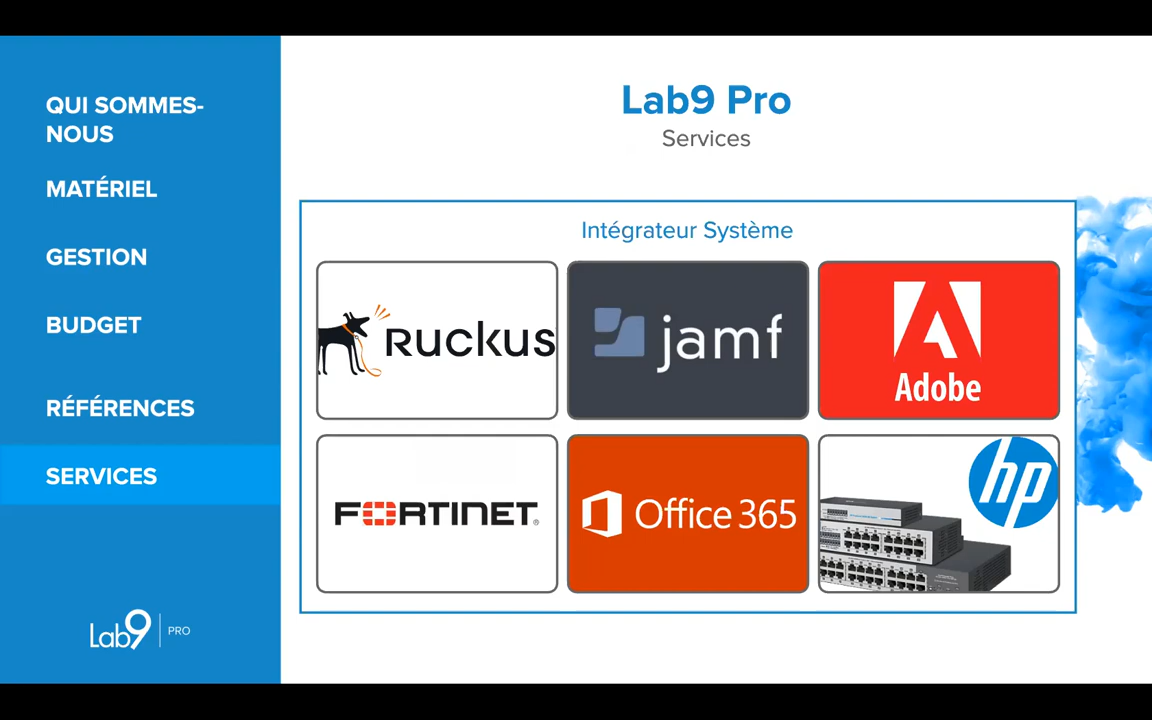 QUI SOMMES-
NOUS
MATÉRIEL
GESTION
BUDGET
RÉFÉRENCES
SERVICES
Lab9 PRO
Lab9 Pro
Services
Intégrateur Système
RUCKUS
jamf
Adobe
FORTINET®
Office 365
hp